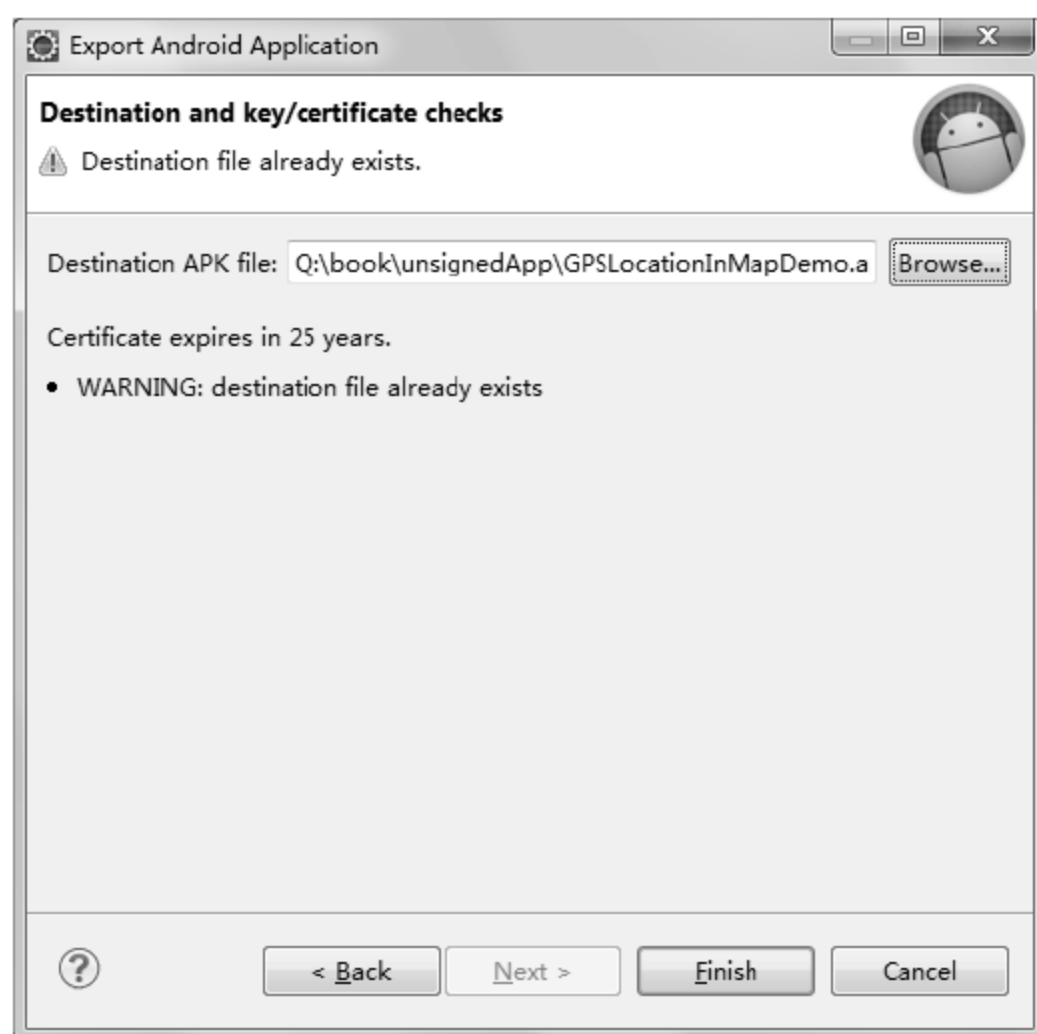 Export Android Application
Destination and key/certificate checks
Destination file already exists.
Destination APK file: Q:\book\unsignedApp\GPSLocationInMapDemo.a Browse...
Certificate expires in 25 years.
• WARNING: destination file already exists
< Back Next > Finish Cancel